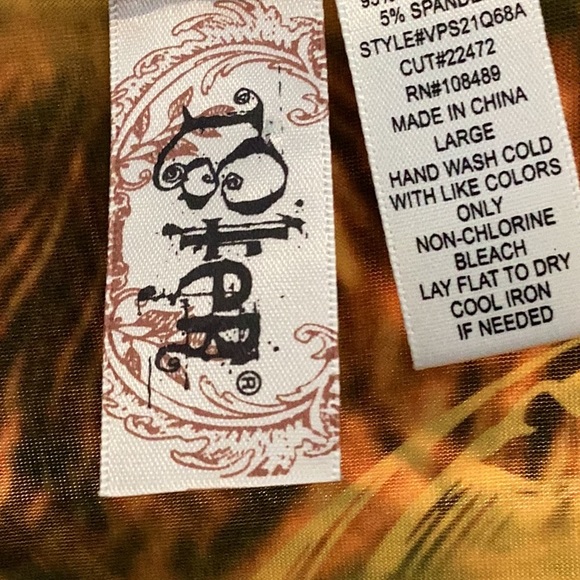 5% SPANDE
STYLE#VPS21Q68A
CUT#22472
RN#108489
MADE IN CHINA
LARGE
HAND WASH COLD
WITH LIKE COLORS
ONLY
NON-CHLORINE
BLEACH
LAY FLAT TO DRY
COOL IRON
IF NEEDED